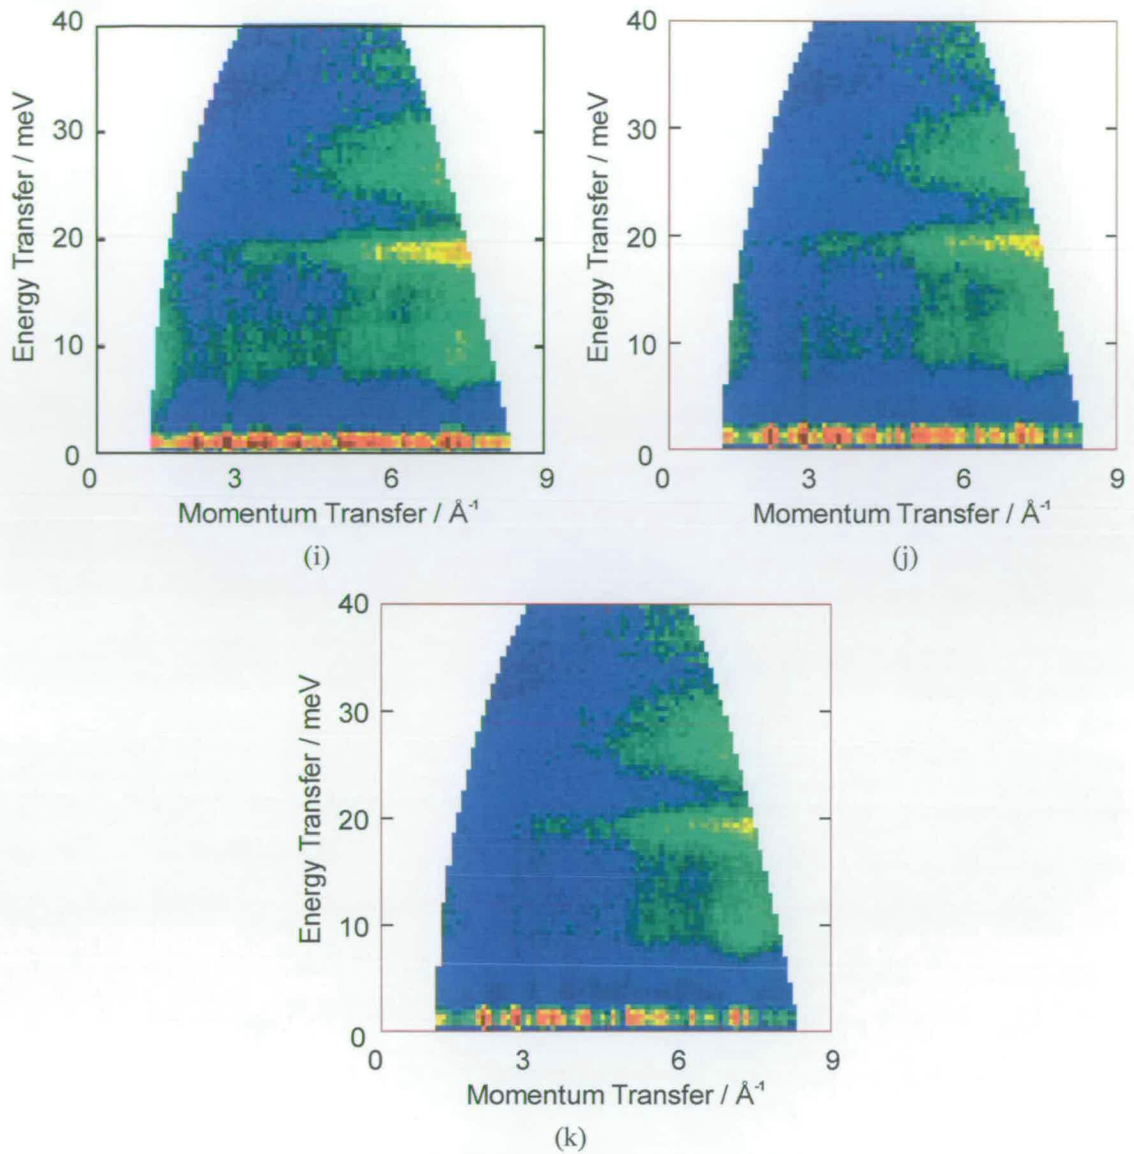 40
40
30
30
20
20
10
10
0
0
Energy Transfer / meV
Energy Transfer / meV
0 3 6 9
0 3 6 9
Momentum Transfer / Å⁻¹
Momentum Transfer / Å⁻¹
(i)
(j)
40
30
20
10
0
Energy Transfer / meV
0 3 6 9
Momentum Transfer / Å⁻¹
(k)